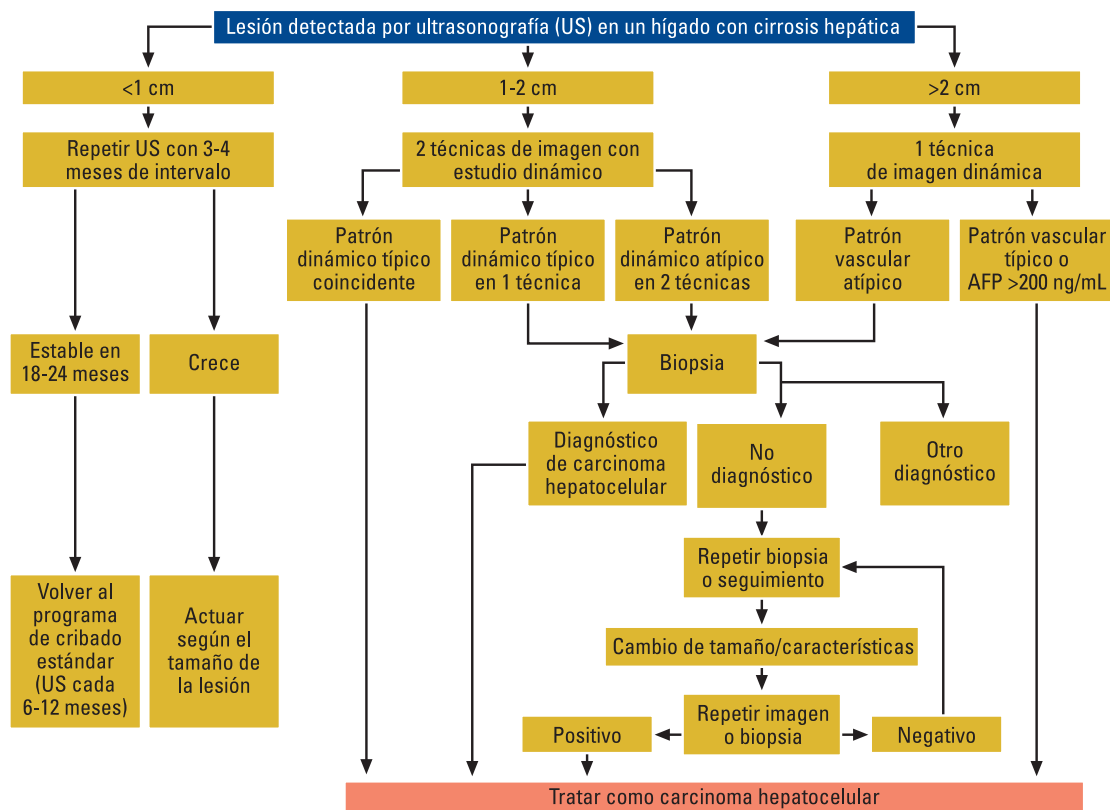 Lesión detectada por ultrasonografía (US) en un hígado con cirrosis hepática
<1 cm
1-2 cm
>2 cm
Repetir US con 3-4
meses de intervalo
2 técnicas de imagen con
estudio dinámico
1 técnica
de imagen dinámica
Patrón
dinámico típico
coincidente
Patrón
dinámico típico
en 1 técnica
Patrón
dinámico atípico
en 2 técnicas
Patrón
vascular
atípico
Patrón vascular
típico o
AFP >200 ng/mL
Estable en
18-24 meses
Crece
Biopsia
Diagnóstico
de carcinoma
hepatocelular
No
diagnóstico
Otro
diagnóstico
Repetir biopsia
o seguimiento
Volver al
programa
de cribado
estándar
(US cada
6-12 meses)
Actuar
según el
tamaño de
la lesión
Cambio de tamaño/características
Repetir imagen
o biopsia
Positivo
Negativo
Tratar como carcinoma hepatocelular